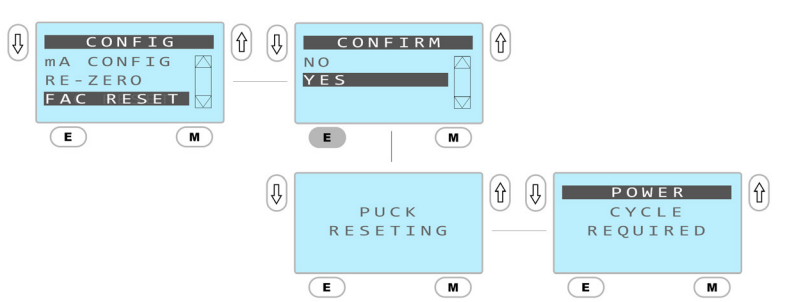 CONFIG
mA CONFIG
RE-ZERO
FAC RESET
E
M
CONFIRM
NO
YES
E
M
PUCK
RESETING
E
M
POWER
CYCLE
REQUIRED
E
M